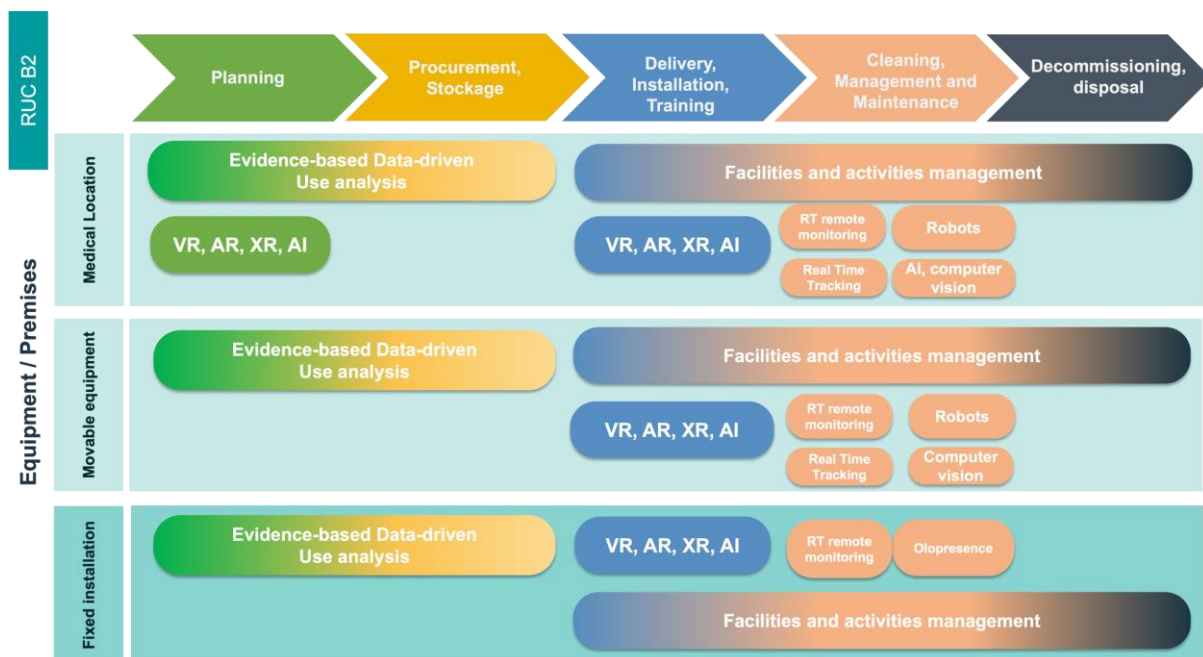 RUC B2
Planning
Procurement,
Stockage
Delivery,
Installation,
Training
Cleaning,
Management and
Maintenance
Decommissioning,
disposal
Equipment / Premises
Medical Location
Evidence-based Data-driven
Use analysis
Facilities and activities management
VR, AR, XR, AI
VR, AR, XR, AI
RT remote
monitoring
Robots
Real Time
Tracking
AI, computer
vision
Movable equipment
Evidence-based Data-driven
Use analysis
Facilities and activities management
VR, AR, XR, AI
RT remote
monitoring
Robots
Real Time
Tracking
Computer
vision
Fixed installation
Evidence-based Data-driven
Use analysis
VR, AR, XR, AI
RT remote
monitoring
Olopresence
Facilities and activities management